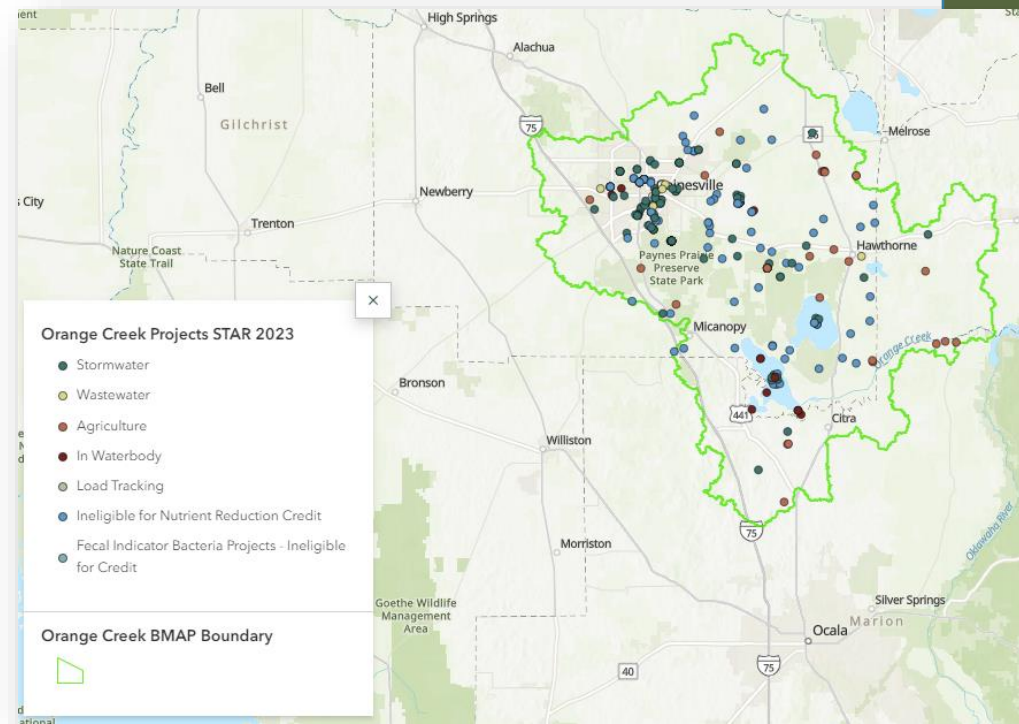 High Springs
Alachua
Bell
Gilchrist
75
26
Melrose
Newberry
Trenton
s City
Nature Coast
State Trail
Hawthorne
Paynes Prairie
Preserve
State Park
Micanopy
Orange Creek
Bronson
441
Citra
Williston
75
Oklawaha River
Morriston
Silver Springs
Goethe Wildlife
Management
Area
Ocala
Marion
40
75
ational
×
Orange Creek Projects STAR 2023
Stormwater
Wastewater
Agriculture
In Waterbody
Load Tracking
Ineligible for Nutrient Reduction Credit
Fecal Indicator Bacteria Projects - Ineligible
for Credit
Orange Creek BMAP Boundary